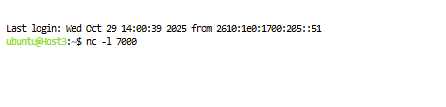 Last login: Wed Oct 29 14:00:39 2025 from 2610:1e0:1700:205::51
ubuntu@Host3:~$ nc -l 7000